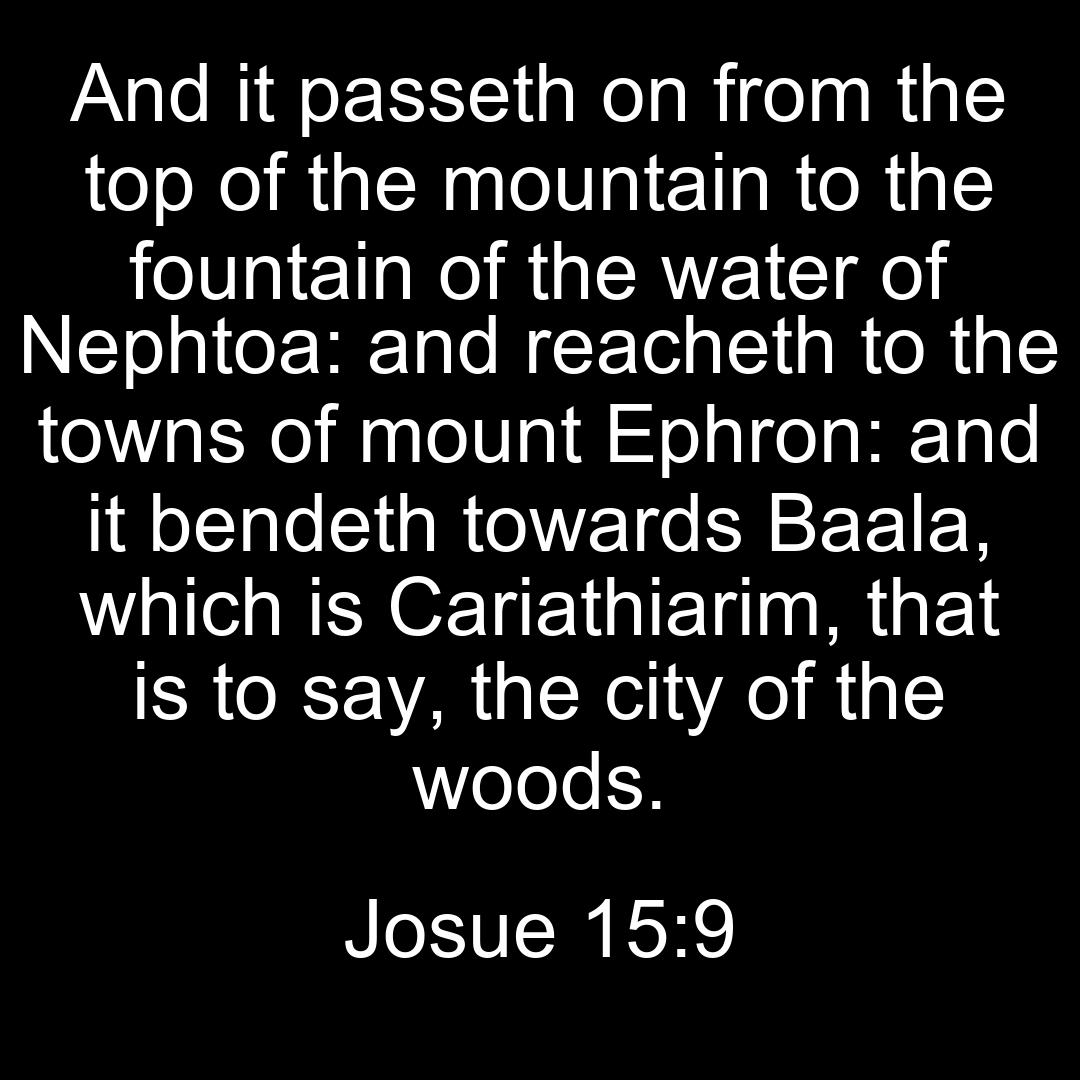 And it passeth on from the
top of the mountain to the
fountain of the water of
Nephtoa: and reacheth to the
towns of mount Ephron: and
it bendeth towards Baala,
which is Cariathiarim, that
is to say, the city of the
woods.
Josue 15:9